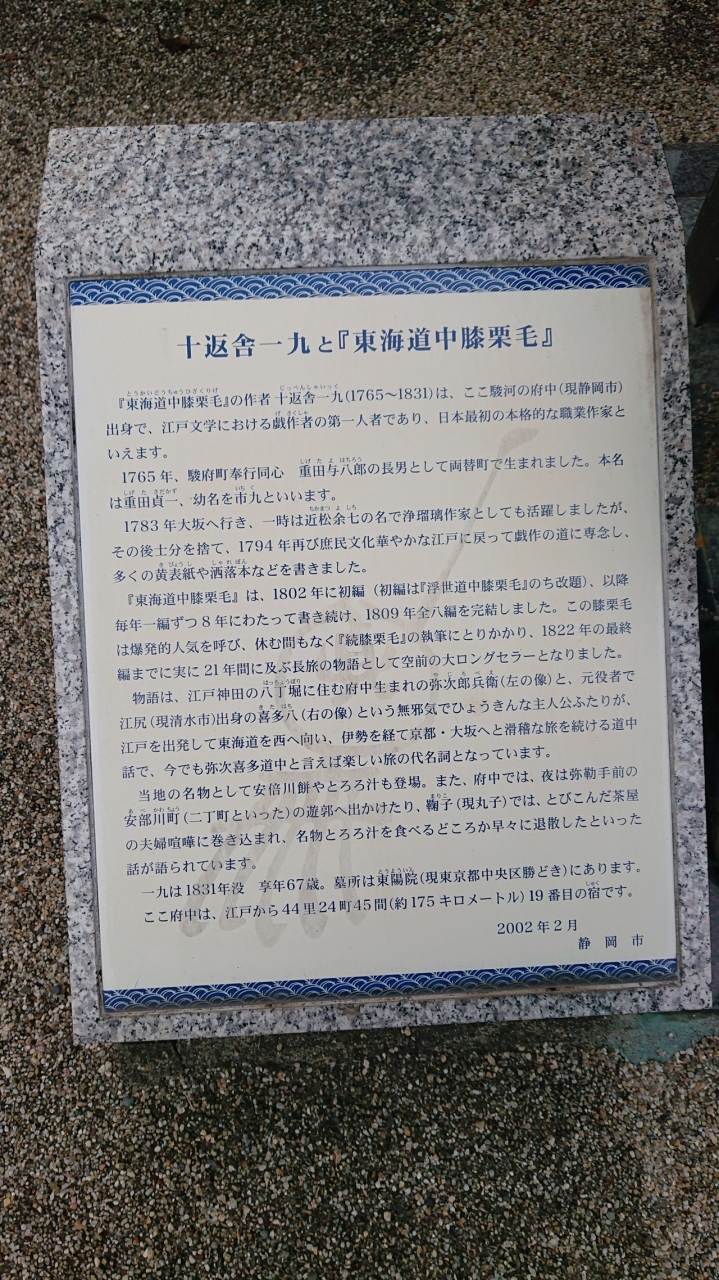 十返舎一九と『東海道中膝栗毛』
『東海道中膝栗毛』の作者 十返舎一九(1765〜1831)は、ここ駿河の府中(現静岡市)
出身で、江戸文学における戯作者の第一人者であり、日本最初の本格的な職業作家と
いえます。
1765年、駿府町奉行同心　重田与八郎の長男として両替町で生まれました。本名
は重田貞一、幼名を市九といいます。
1783年大坂へ行き、一時は近松余七の名で浄瑠璃作家としても活躍しましたが、
その後士分を捨て、1794年再び庶民文化華やかな江戸に戻って戯作の道に専念し、
多くの黄表紙や洒落本などを書きました。
『東海道中膝栗毛』は、1802年に初編（初編は『浮世道中膝栗毛』のち改題）、以降
毎年一編ずつ8年にわたって書き続け、1809年全八編を完結しました。この膝栗毛
は爆発的人気を呼び、休む間もなく『続膝栗毛』の執筆にとりかかり、1822年の最終
編までに実に21年間に及ぶ長旅の物語として空前の大ロングセラーとなりました。
物語は、江戸神田の八丁堀に住む府中生まれの弥次郎兵衛(左の像)と、元役者で
江尻(現清水市)出身の喜多八(右の像)という無邪気でひょうきんな主人公ふたりが、
江戸を出発して東海道を西へ向い、伊勢を経て京都・大坂へと滑稽な旅を続ける道中
話で、今でも弥次喜多道中と言えば楽しい旅の代名詞となっています。
当地の名物として安倍川餅やとろろ汁も登場。また、府中では、夜は弥勒手前の
安部川町(二丁町といった)の遊郭へ出かけたり、鞠子(現丸子)では、とびこんだ茶屋
の夫婦喧嘩に巻き込まれ、名物とろろ汁を食べるどころか早々に退散したといった
話が語られています。
一九は1831年没　享年67歳。墓所は東陽院(現東京都中央区勝どき)にあります。
ここ府中は、江戸から44里24町45間(約175キロメートル)19番目の宿です。
2002年2月
静　岡　市